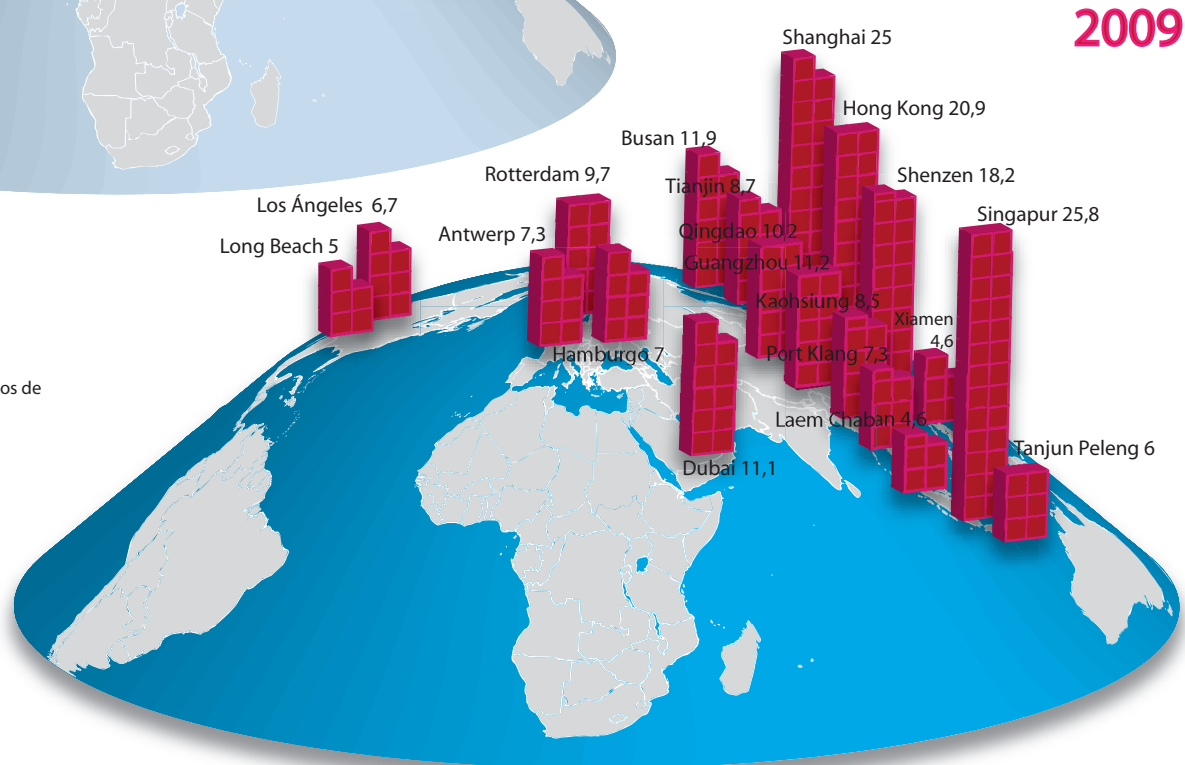 2009
Shanghai 25
Hong Kong 20,9
Busan 11,9
Rotterdam 9,7
Shenzen 18,2
Tianjin 8,7
Los Ángeles 6,7
Singapur 25,8
Antwerp 7,3
Qingdao 10,2
Long Beach 5
Guangzhou 11,2
Kaohsiung 8,5
Xiamen
4,6
Hamburgo 7
Port Klang 7,3
os de
Laem Chaban 4,6
Tanjun Peleng 6
Dubai 11,1